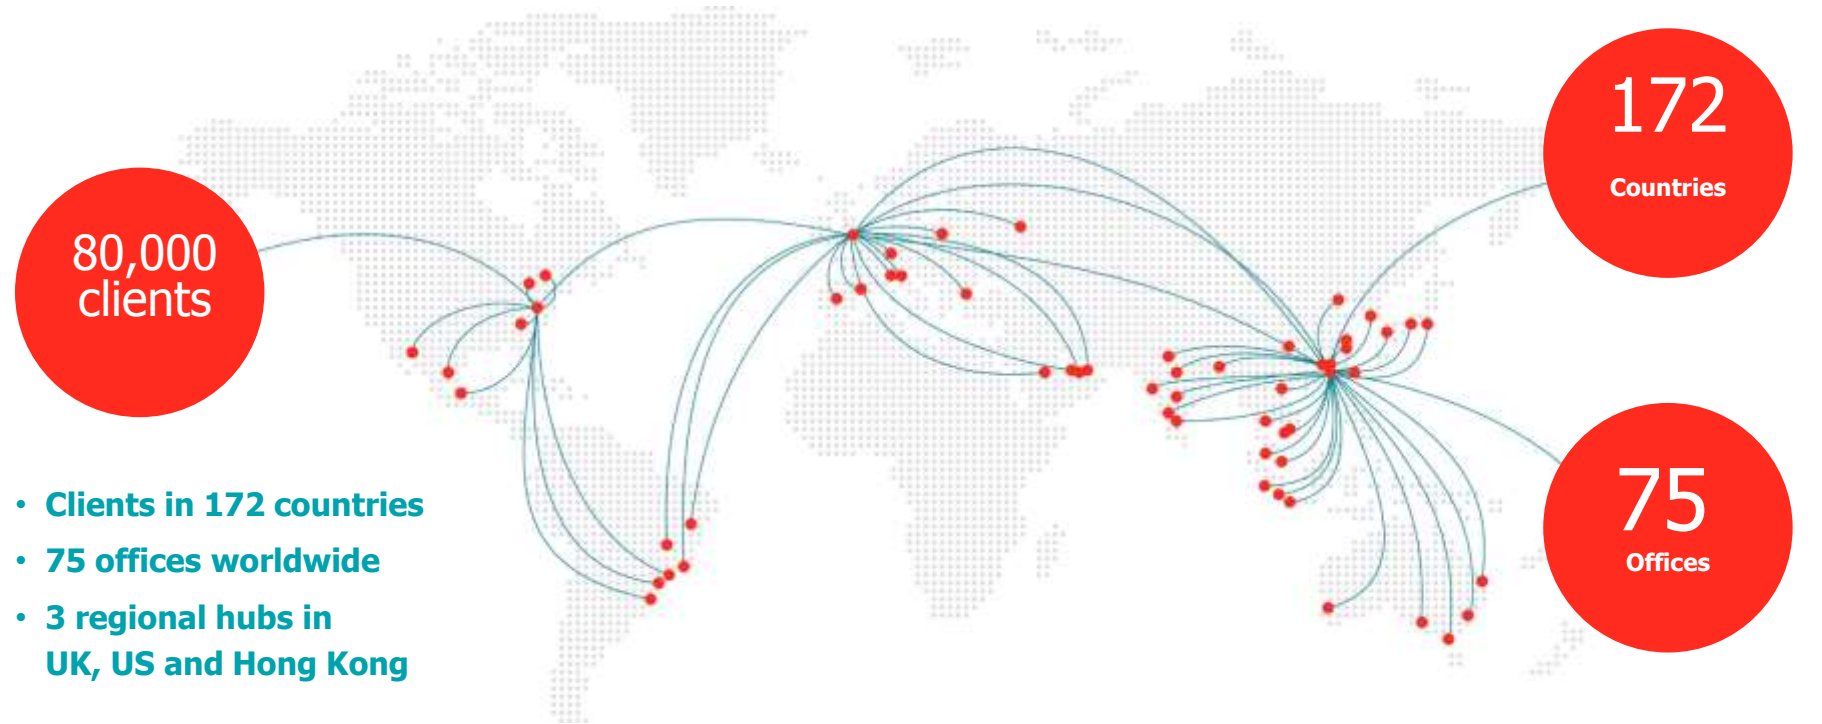 80,000
clients
172
Countries
75
Offices
• Clients in 172 countries
• 75 offices worldwide
• 3 regional hubs in
UK, US and Hong Kong